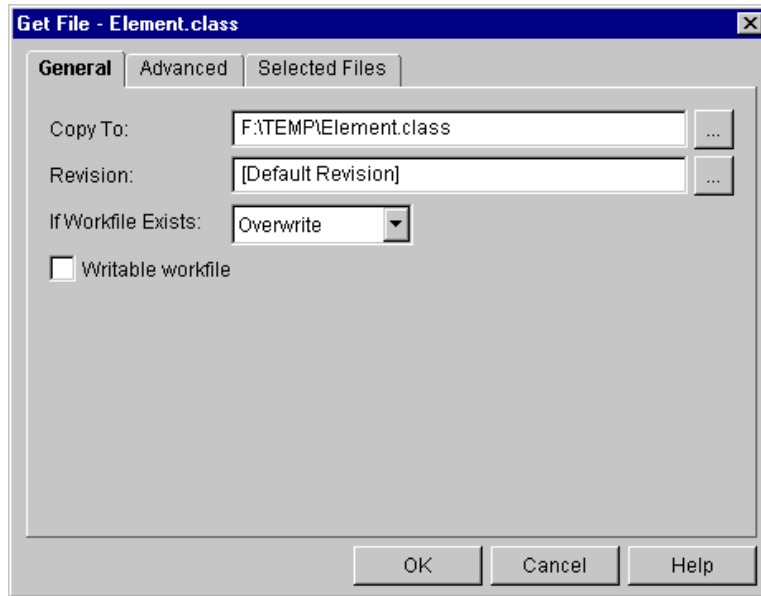 Get File - Element.class
General Advanced Selected Files
Copy To: F:\TEMP\Element.class ...
Revision: [Default Revision] ...
If Workfile Exists: Overwrite
Writable workfile
OK Cancel Help